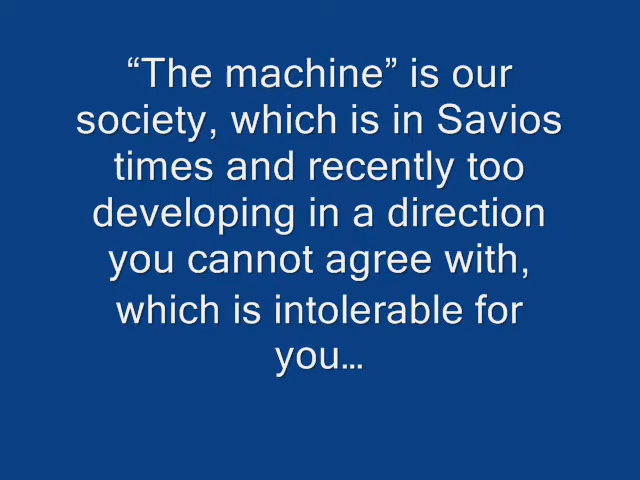 “The machine” is our
society, which is in Savios
times and recently too
developing in a direction
you cannot agree with,
which is intolerable for
you…